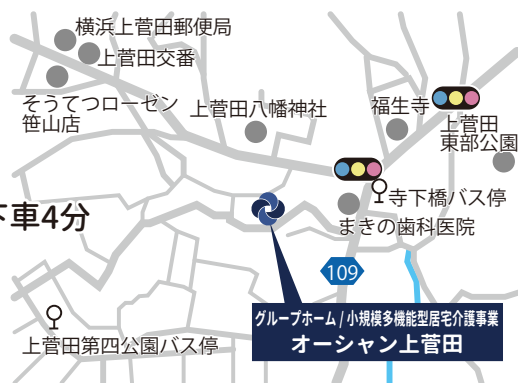 横浜上菅田郵便局
上菅田交番
そうてつローゼン
笹山店
上菅田八幡神社
福生寺
上菅田
東部公園
寺下橋バス停
まきの歯科医院
下車4分
109
上菅田第四公園バス停
グループホーム / 小規模多機能型居宅介護事業
オーシャン上菅田